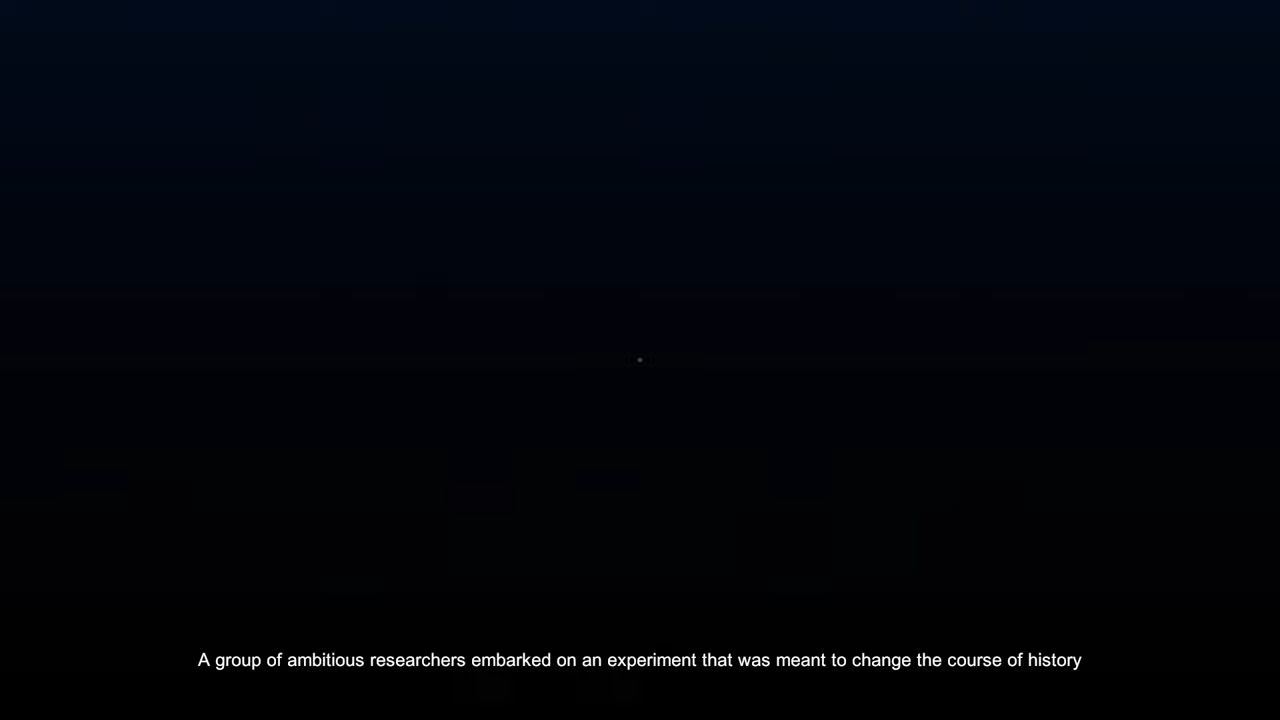 A group of ambitious researchers embarked on an experiment that was meant to change the course of history